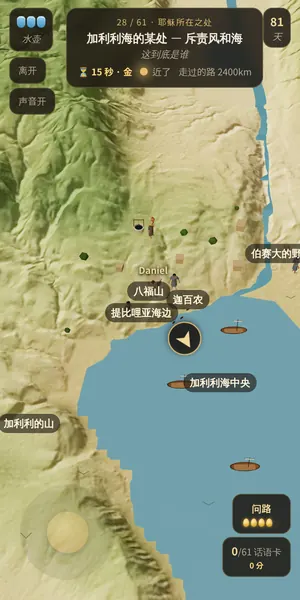 28 / 61 · 耶稣所在之处
加利利海的某处 — 斥责风和海
这到底是谁
15 秒 · 金 近了 走过的路 2400km
水壶
离开
声音开
81
天
伯赛大的野
Daniel
八福山
迦百农
提比哩亚海边
加利利海中央
加利利的山
问路
0/61 话语卡
0 分